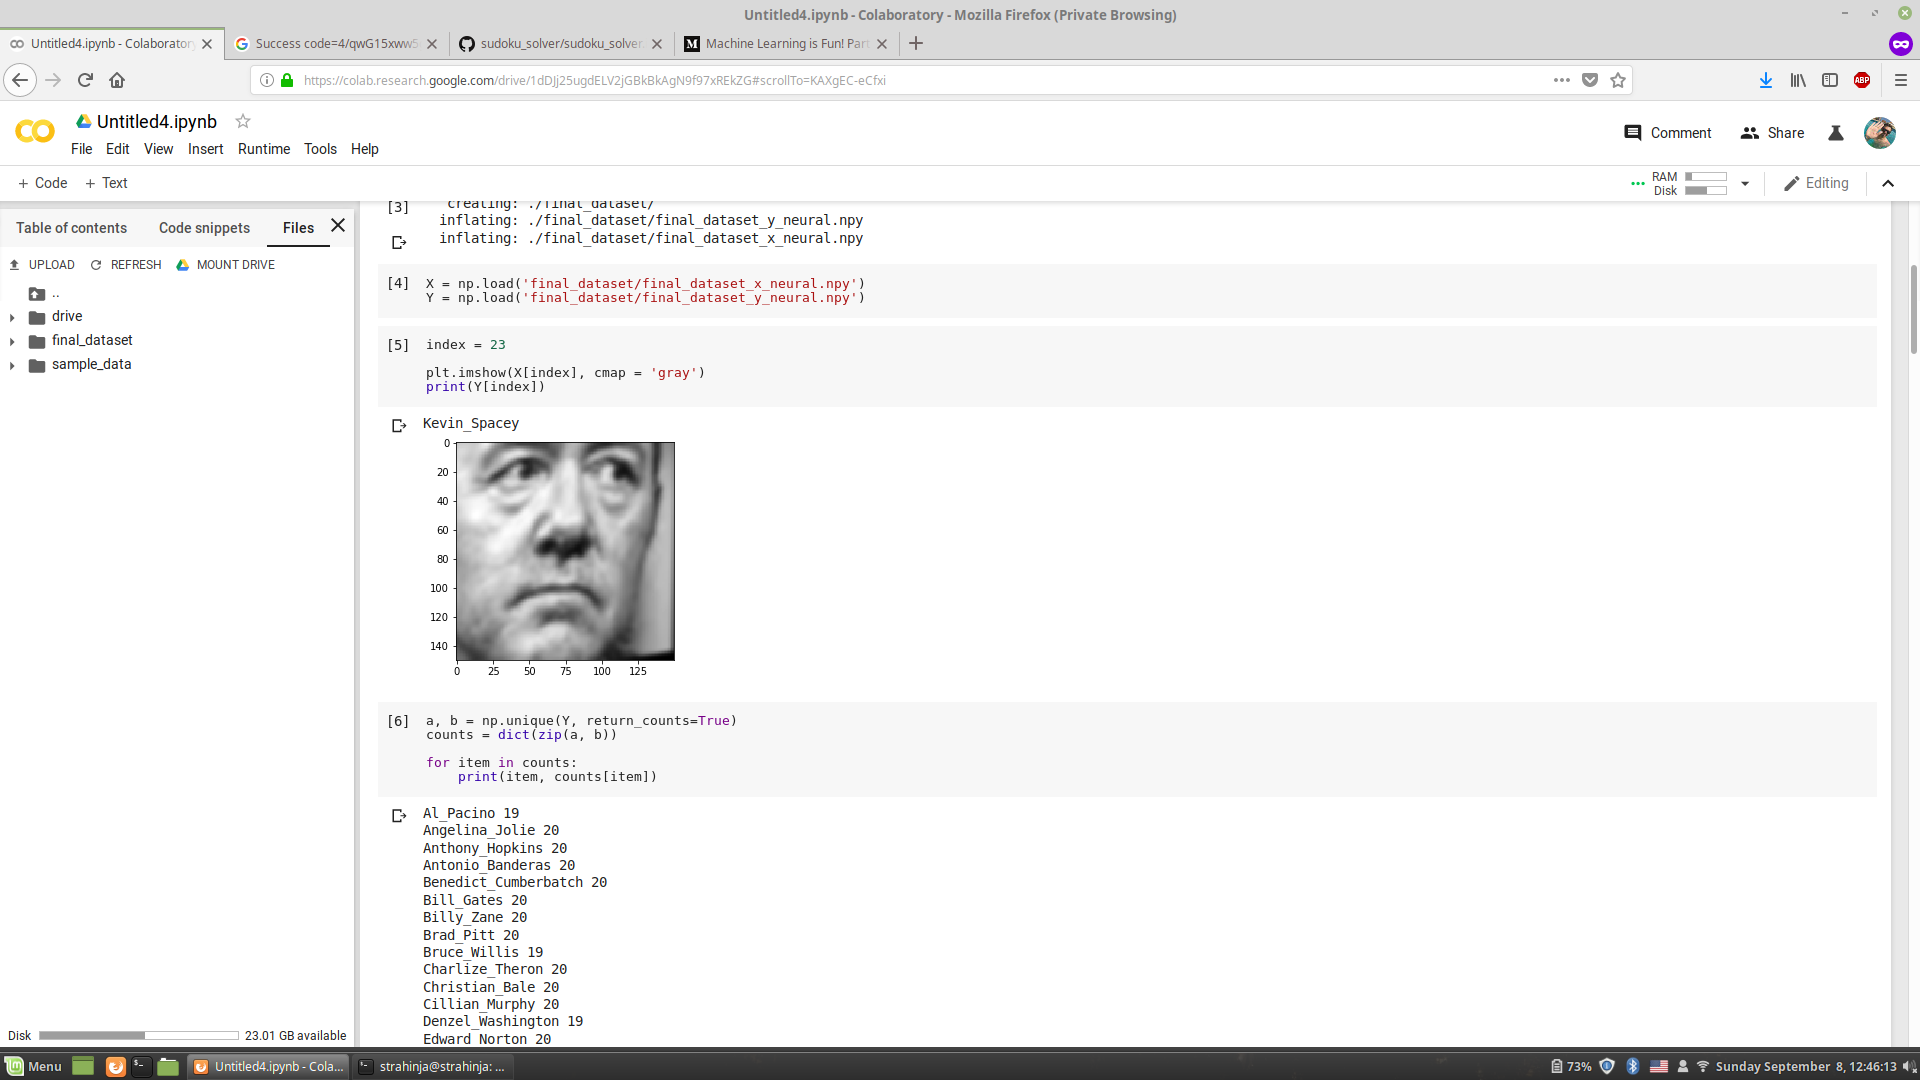 Untitled4.ipynb - Colaboratory - Mozilla Firefox (Private Browsing)
Untitled4.ipynb - Colaboratory
Success code=4/qwG15xww5
sudoku_solver/sudoku_solver.
Machine Learning is Fun! Part
https://colab.research.google.com/drive/1dDJj25ugdELV2jGBkBkAgN9f97xREkZG#scrollTo=KAXgEC-eCfxi
ABP
Untitled4.ipynb
Comment
Share
File Edit View Insert Runtime Tools Help
+ Code + Text
RAM
Disk
Editing
Table of contents Code snippets Files
UPLOAD REFRESH MOUNT DRIVE
..
drive
final_dataset
sample_data
Disk 23.01 GB available
[3] creating: ./final_dataset/
inflating: ./final_dataset/final_dataset_y_neural.npy
inflating: ./final_dataset/final_dataset_x_neural.npy
[4] X = np.load('final_dataset/final_dataset_x_neural.npy')
Y = np.load('final_dataset/final_dataset_y_neural.npy')
[5] index = 23
plt.imshow(X[index], cmap = 'gray')
print(Y[index])
Kevin_Spacey
0
20
40
60
80
100
120
140
0 25 50 75 100 125
[6] a, b = np.unique(Y, return_counts=True)
counts = dict(zip(a, b))
for item in counts:
print(item, counts[item])
Al_Pacino 19
Angelina_Jolie 20
Anthony_Hopkins 20
Antonio_Banderas 20
Benedict_Cumberbatch 20
Bill_Gates 20
Billy_Zane 20
Brad_Pitt 20
Bruce_Willis 19
Charlize_Theron 20
Christian_Bale 20
Cillian_Murphy 20
Denzel_Washington 19
Edward_Norton 20
Menu
Untitled4.ipynb - Cola...
strahinja@strahinja: ...
73%
Sunday September 8, 12:46:13